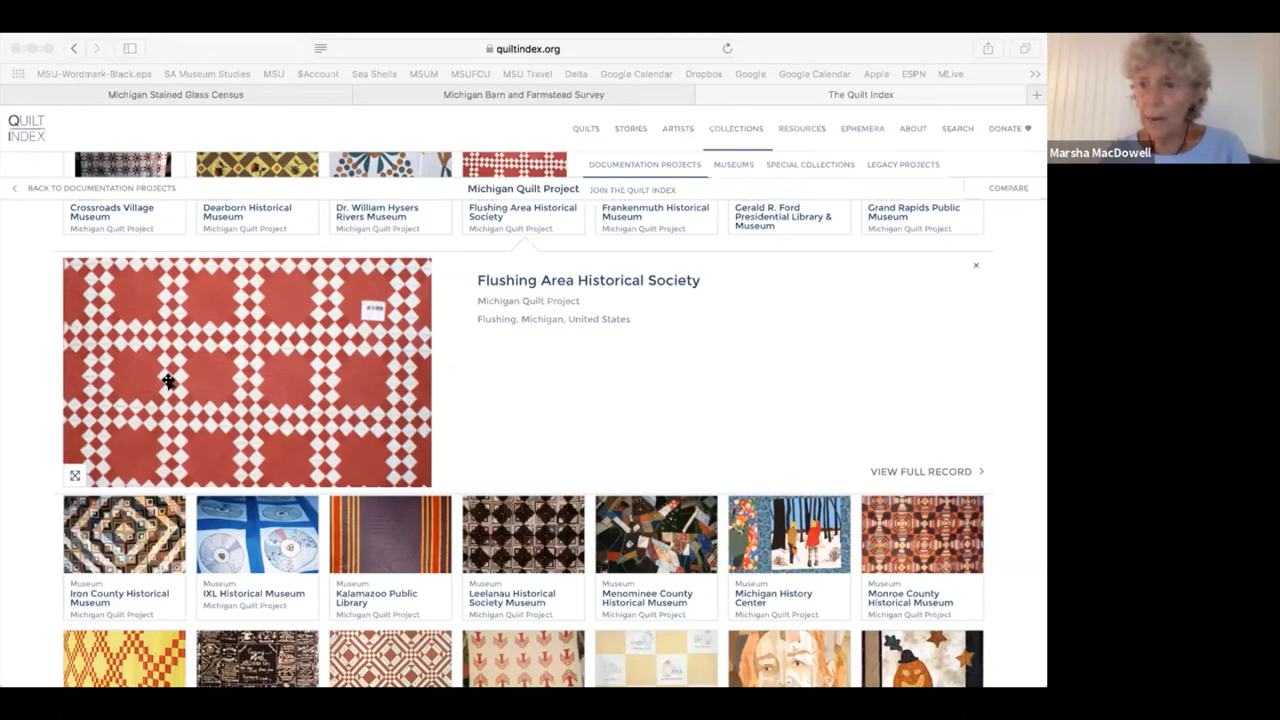 quiltindex.org
MSU-Wordmark-Black.eps SA Museum Studies MSU $Account Sea Shells MSUM MSUFCU MSU Travel Delta Google Calendar Dropbox Google Google Calendar Apple ESPN MLive
Michigan Stained Glass Census Michigan Barn and Farmstead Survey The Quilt Index
QUILT
INDEX
QUILTS STORIES ARTISTS COLLECTIONS RESOURCES EPHEMERA ABOUT SEARCH DONATE
Marsha MacDowell
DOCUMENTATION PROJECTS MUSEUMS SPECIAL COLLECTIONS LEGACY PROJECTS
BACK TO DOCUMENTATION PROJECTS Michigan Quilt Project JOIN THE QUILT INDEX COMPARE
Crossroads Village
Museum
Michigan Quilt Project
Dearborn Historical
Museum
Michigan Quilt Project
Dr. William Hysers
Rivers Museum
Michigan Quilt Project
Flushing Area Historical
Society
Michigan Quilt Project
Frankenmuth Historical
Museum
Michigan Quilt Project
Gerald R. Ford
Presidential Library &
Museum
Grand Rapids Public
Museum
Michigan Quilt Project
Flushing Area Historical Society
Michigan Quilt Project
Flushing, Michigan, United States
VIEW FULL RECORD
Museum
Iron County Historical
Museum
Michigan Quilt Project
Museum
IXL Historical Museum
Michigan Quilt Project
Museum
Kalamazoo Public
Library
Michigan Quilt Project
Museum
Leelanau Historical
Society Museum
Michigan Quilt Project
Museum
Menominee County
Historical Museum
Michigan Quilt Project
Museum
Michigan History
Center
Michigan Quilt Project
Museum
Monroe County
Historical Museum
Michigan Quilt Project